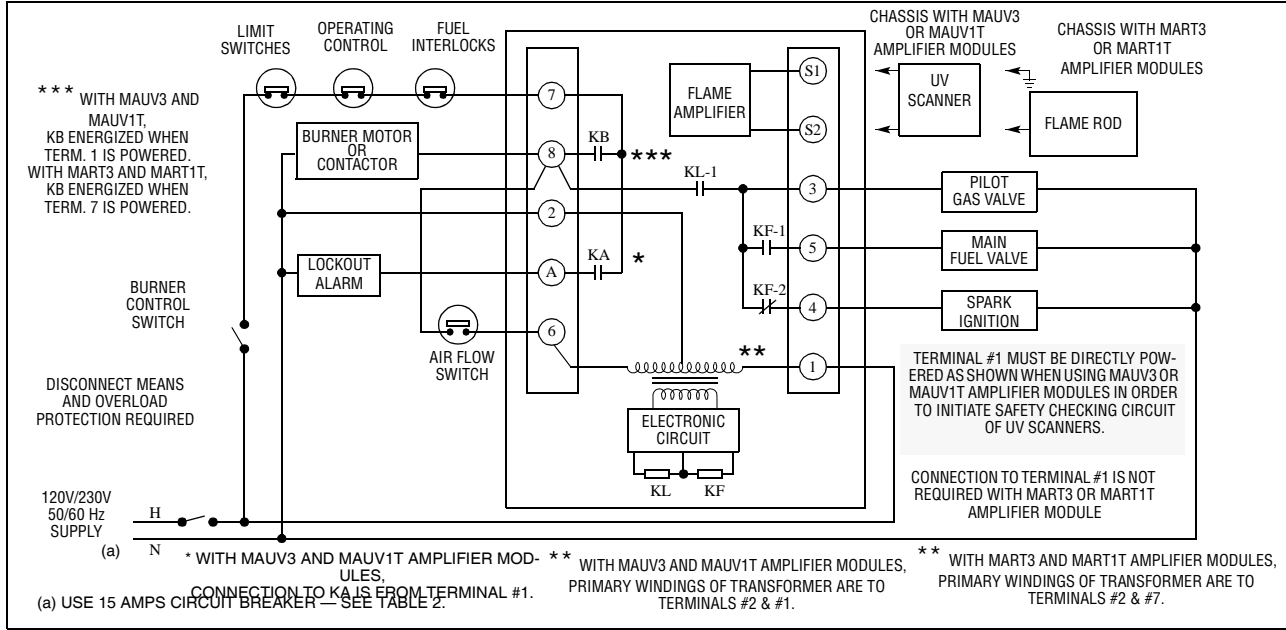 LIMIT
SWITCHES
OPERATING
CONTROL
FUEL
INTERLOCKS
CHASSIS WITH MAUV3
OR MAUV1T
AMPLIFIER MODULES
CHASSIS WITH MART3
OR MART1T
AMPLIFIER MODULES
*** WITH MAUV3 AND
MAUV1T,
KB ENERGIZED WHEN
TERM. 1 IS POWERED.
WITH MART3 AND MART1T,
KB ENERGIZED WHEN
TERM. 7 IS POWERED.
7
FLAME
AMPLIFIER
S1
S2
UV
SCANNER
FLAME ROD
BURNER MOTOR
OR
CONTACTOR
8
KB
***
KL-1
3
PILOT
GAS VALVE
2
KF-1
5
MAIN
FUEL VALVE
LOCKOUT
ALARM
A
KA
*
KF-2
4
SPARK
IGNITION
BURNER
CONTROL
SWITCH
6
AIR FLOW
SWITCH
**
1
DISCONNECT MEANS
AND OVERLOAD
PROTECTION REQUIRED
ELECTRONIC
CIRCUIT
KL
KF
TERMINAL #1 MUST BE DIRECTLY POW-
ERED AS SHOWN WHEN USING MAUV3 OR
MAUV1T AMPLIFIER MODULES IN ORDER
TO INITIATE SAFETY CHECKING CIRCUIT
OF UV SCANNERS.
CONNECTION TO TERMINAL #1 IS NOT
REQUIRED WITH MART3 OR MART1T
AMPLIFIER MODULE
120V/230V
50/60 Hz
SUPPLY
(a)
H
N
* WITH MAUV3 AND MAUV1T AMPLIFIER MOD-
ULES,
CONNECTION TO KA IS FROM TERMINAL #1.
** WITH MAUV3 AND MAUV1T AMPLIFIER MODULES,
PRIMARY WINDINGS OF TRANSFORMER ARE TO
TERMINALS #2 & #1.
** WITH MART3 AND MART1T AMPLIFIER MODULES,
PRIMARY WINDINGS OF TRANSFORMER ARE TO
TERMINALS #2 & #7.
(a) USE 15 AMPS CIRCUIT BREAKER — SEE TABLE 2.